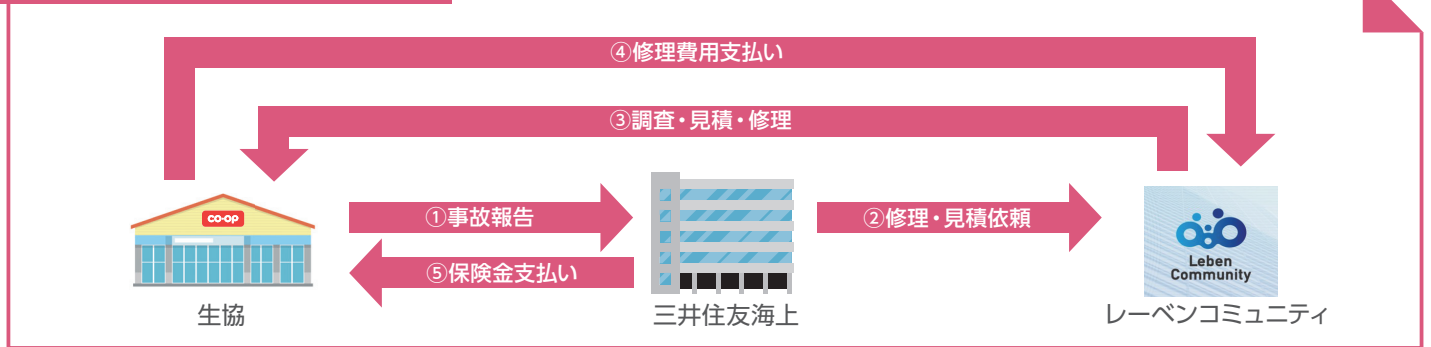 ④修理費用支払い
③調査・見積・修理
co-op
①事故報告
②修理・見積依頼
⑤保険金支払い
Leben
Community
生協
三井住友海上
レーベンコミュニティ